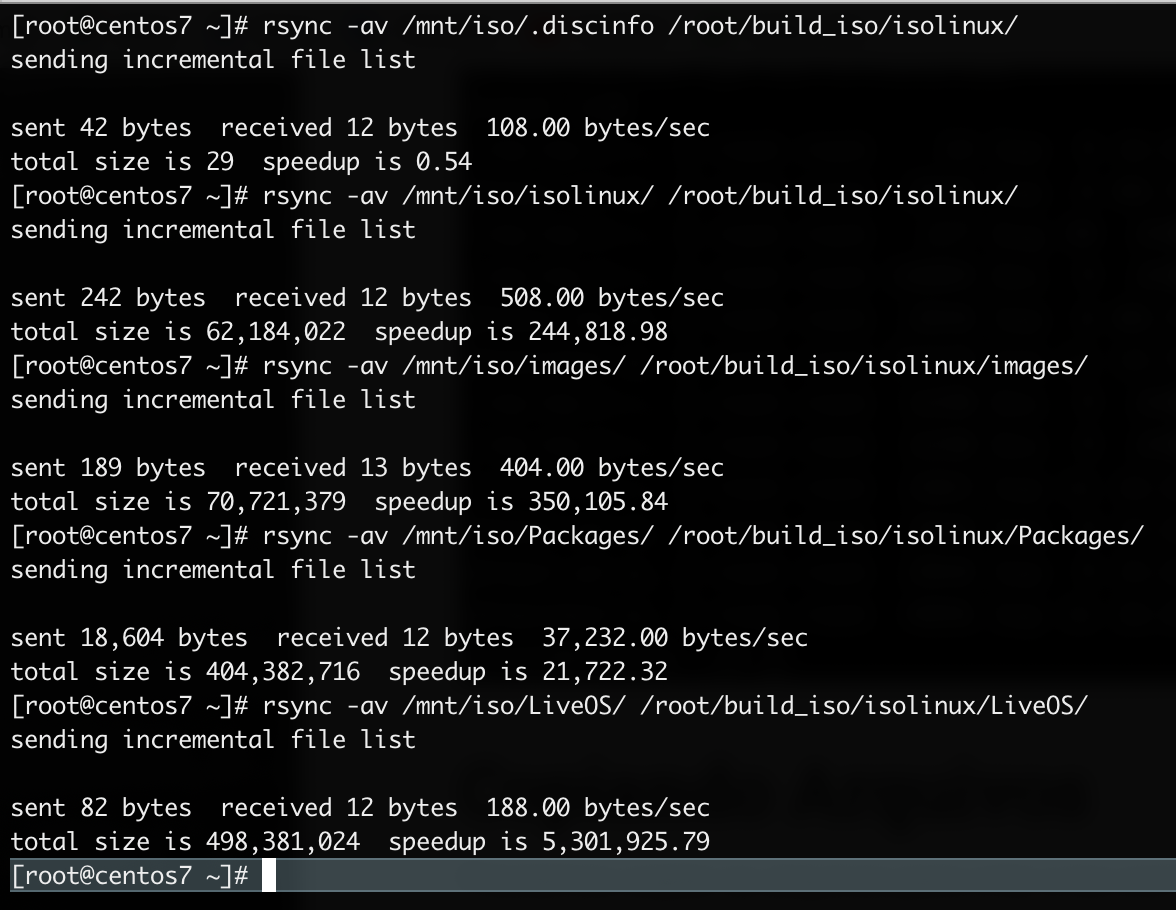 [root@centos7 ~]# rsync -av /mnt/iso/.discinfo /root/build_iso/isolinux/
sending incremental file list
sent 42 bytes  received 12 bytes  108.00 bytes/sec
total size is 29  speedup is 0.54
[root@centos7 ~]# rsync -av /mnt/iso/isolinux/ /root/build_iso/isolinux/
sending incremental file list
sent 242 bytes  received 12 bytes  508.00 bytes/sec
total size is 62,184,022  speedup is 244,818.98
[root@centos7 ~]# rsync -av /mnt/iso/images/ /root/build_iso/isolinux/images/
sending incremental file list
sent 189 bytes  received 13 bytes  404.00 bytes/sec
total size is 70,721,379  speedup is 350,105.84
[root@centos7 ~]# rsync -av /mnt/iso/Packages/ /root/build_iso/isolinux/Packages/
sending incremental file list
sent 18,604 bytes  received 12 bytes  37,232.00 bytes/sec
total size is 404,382,716  speedup is 21,722.32
[root@centos7 ~]# rsync -av /mnt/iso/LiveOS/ /root/build_iso/isolinux/LiveOS/
sending incremental file list
sent 82 bytes  received 12 bytes  188.00 bytes/sec
total size is 498,381,024  speedup is 5,301,925.79
[root@centos7 ~]#